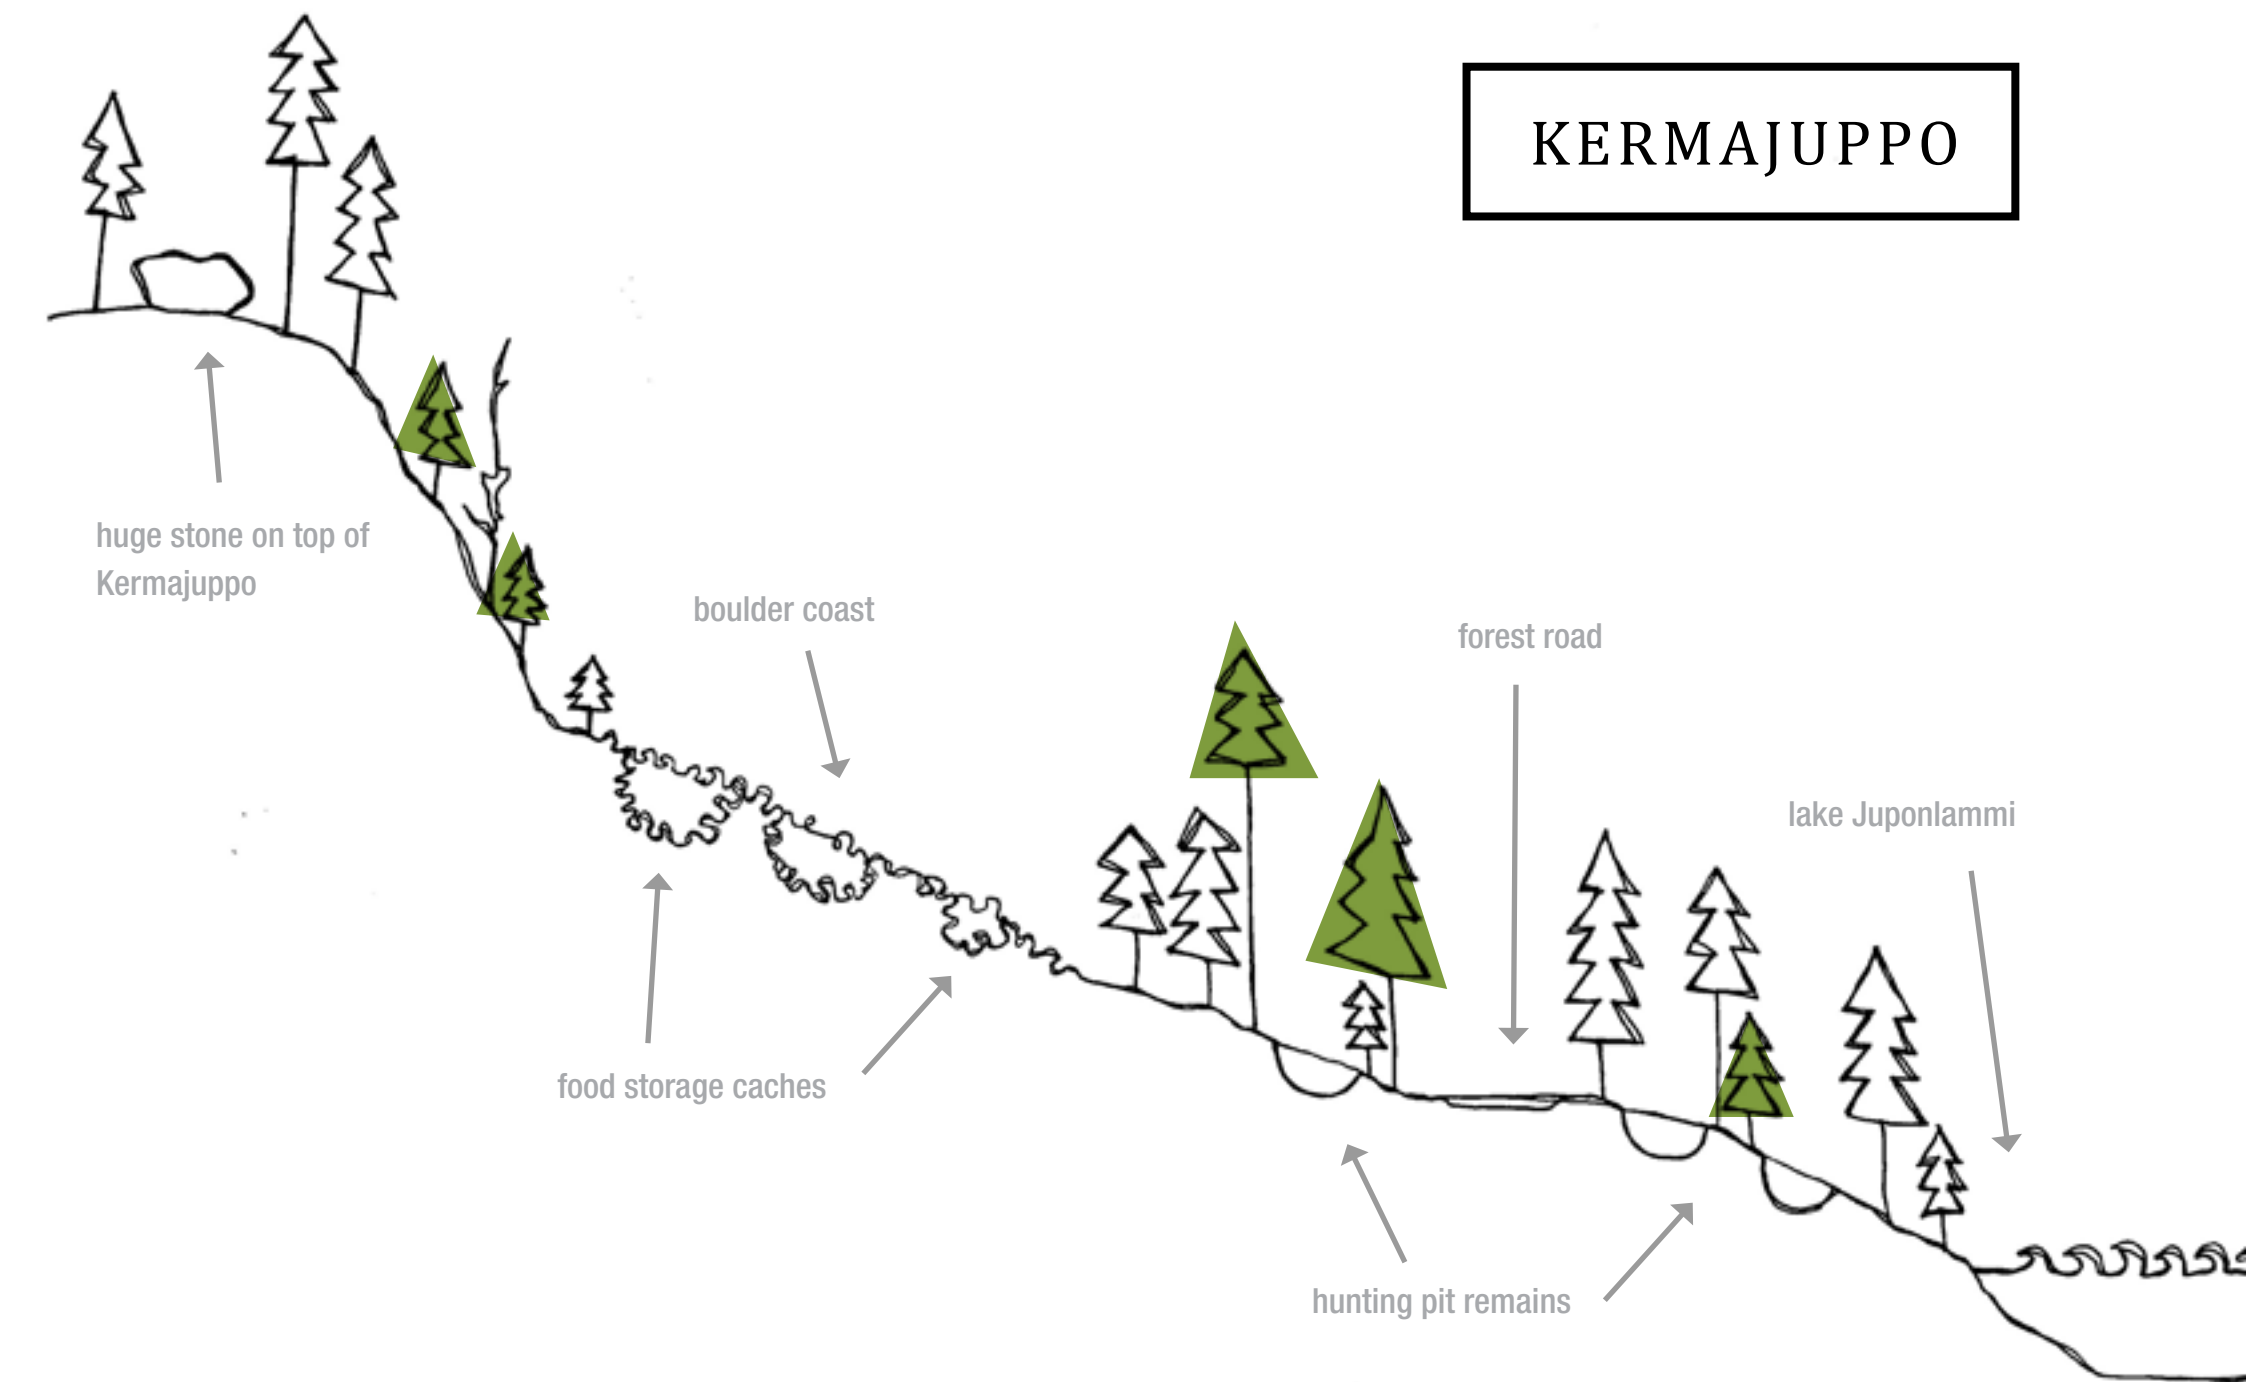 KERMAJUPPO
huge stone on top of
Kermajuppo
boulder coast
forest road
lake Juponlammi
food storage caches
hunting pit remains